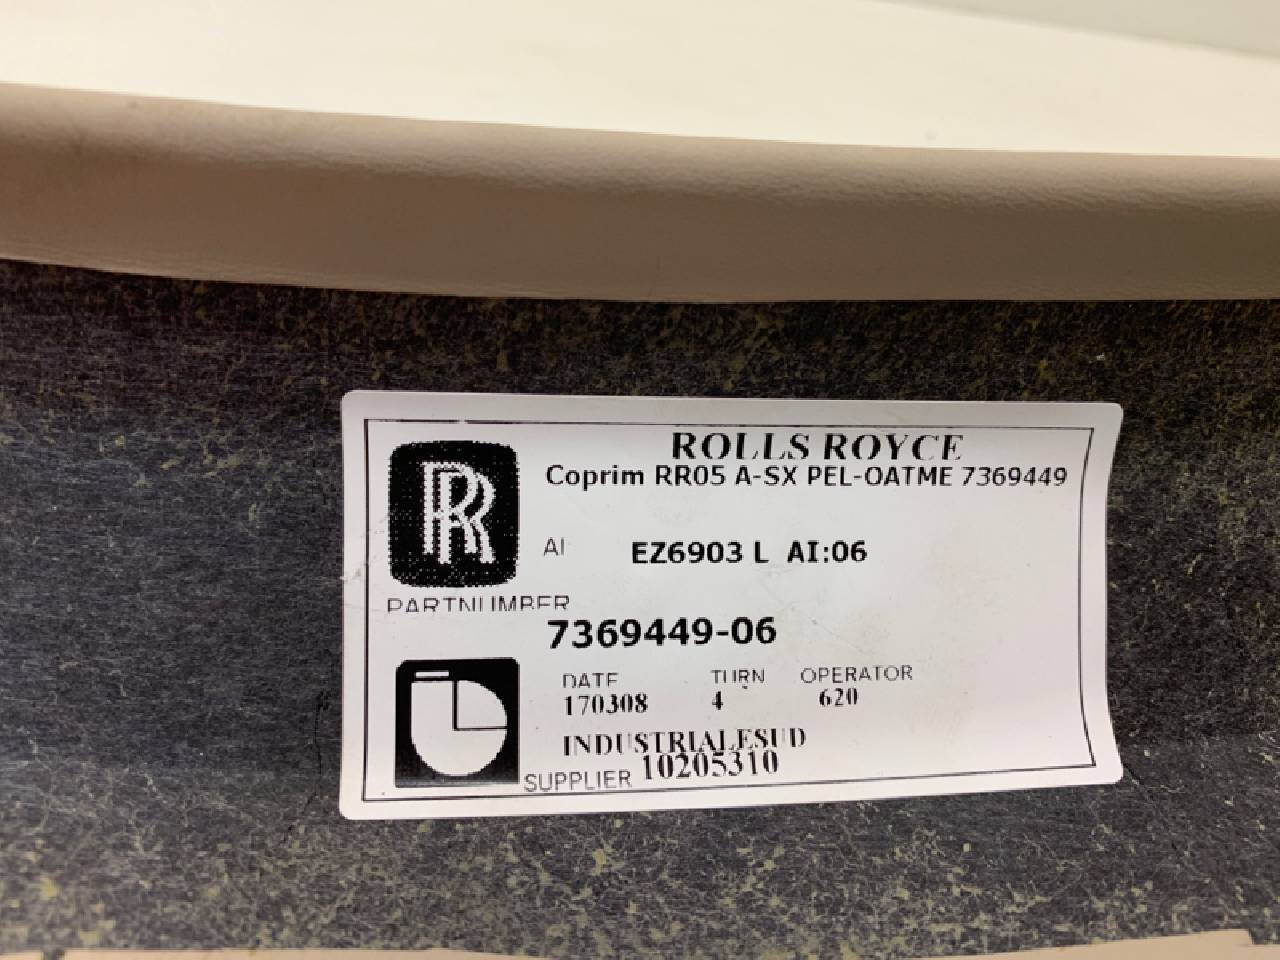 ROLLS ROYCE
Coprim RR05 A-SX PEL-OATME 7369449
RR
AI EZ6903 L AI:06
PARTNUMBER
7369449-06
DATE TURN OPERATOR
170308 4 620
INDUSTRIALESUD
SUPPLIER 10205310